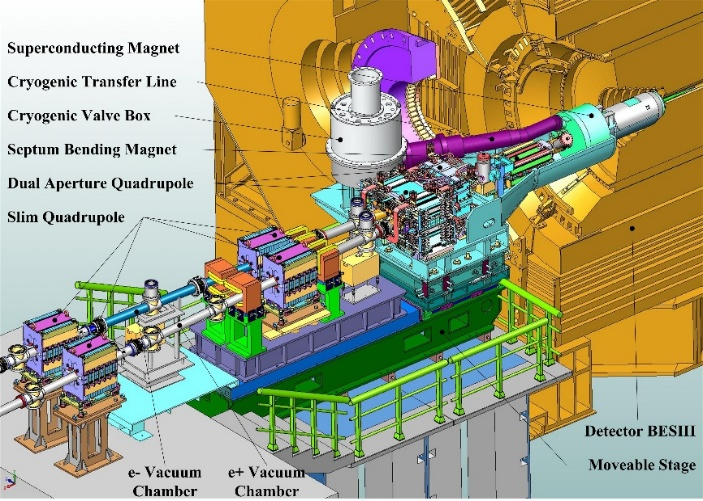 Superconducting Magnet
Cryogenic Transfer Line
Cryogenic Valve Box
Septum Bending Magnet
Dual Aperture Quadrupole
Slim Quadrupole
Detector BESIII
Moveable Stage
e- Vacuum
Chamber
e+ Vacuum
Chamber